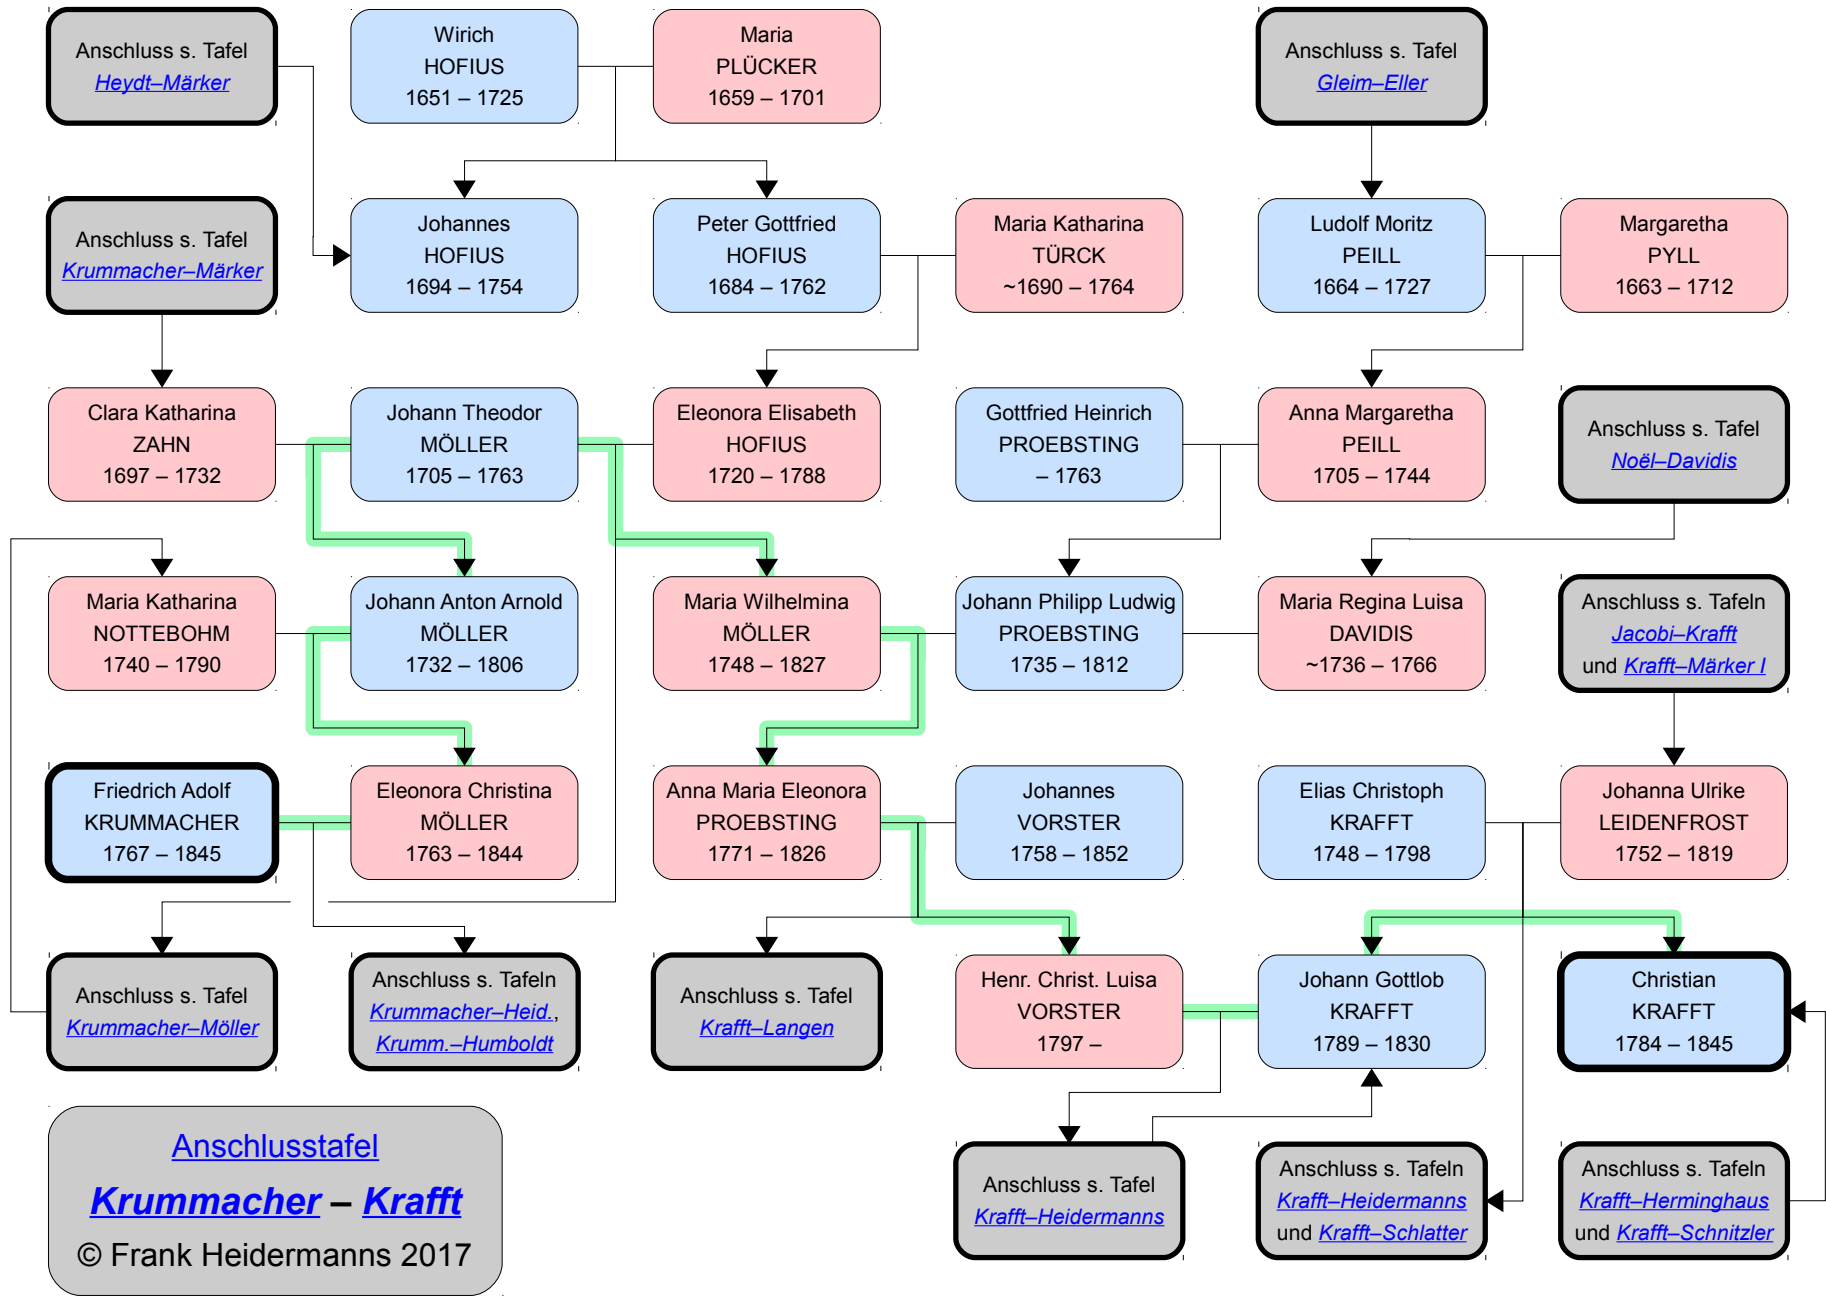 Anschluss s. Tafel
Heydt–Märker
Wirich
HOFIUS
1651 – 1725
Maria
PLÜCKER
1659 – 1701
Anschluss s. Tafel
Gleim–Eller
Anschluss s. Tafel
Krummacher–Märker
Johannes
HOFIUS
1694 – 1754
Peter Gottfried
HOFIUS
1684 – 1762
Maria Katharina
TÜRCK
~1690 – 1764
Ludolf Moritz
PEILL
1664 – 1727
Margaretha
PYLL
1663 – 1712
Clara Katharina
ZAHN
1697 – 1732
Johann Theodor
MÖLLER
1705 – 1763
Eleonora Elisabeth
HOFIUS
1720 – 1788
Gottfried Heinrich
PROEBSTING
– 1763
Anna Margaretha
PEILL
1705 – 1744
Anschluss s. Tafel
Noël–Davidis
Maria Katharina
NOTTEBOHM
1740 – 1790
Johann Anton Arnold
MÖLLER
1732 – 1806
Maria Wilhelmina
MÖLLER
1748 – 1827
Johann Philipp Ludwig
PROEBSTING
1735 – 1812
Maria Regina Luisa
DAVIDIS
~1736 – 1766
Anschluss s. Tafeln
Jacobi–Krafft
und Krafft–Märker I
Friedrich Adolf
KRUMMACHER
1767 – 1845
Eleonora Christina
MÖLLER
1763 – 1844
Anna Maria Eleonora
PROEBSTING
1771 – 1826
Johannes
VORSTER
1758 – 1852
Elias Christoph
KRAFFT
1748 – 1798
Johanna Ulrike
LEIDENFROST
1752 – 1819
Anschluss s. Tafel
Krummacher–Möller
Anschluss s. Tafeln
Krummacher–Heid.,
Krumm.–Humboldt
Anschluss s. Tafel
Krafft–Langen
Henr. Christ. Luisa
VORSTER
1797 –
Johann Gottlob
KRAFFT
1789 – 1830
Christian
KRAFFT
1784 – 1845
Anschlusstafel
Krummacher – Krafft
© Frank Heidermanns 2017
Anschluss s. Tafel
Krafft–Heidermanns
Anschluss s. Tafeln
Krafft–Heidermanns
und Krafft–Schlatter
Anschluss s. Tafeln
Krafft–Herminghaus
und Krafft–Schnitzler